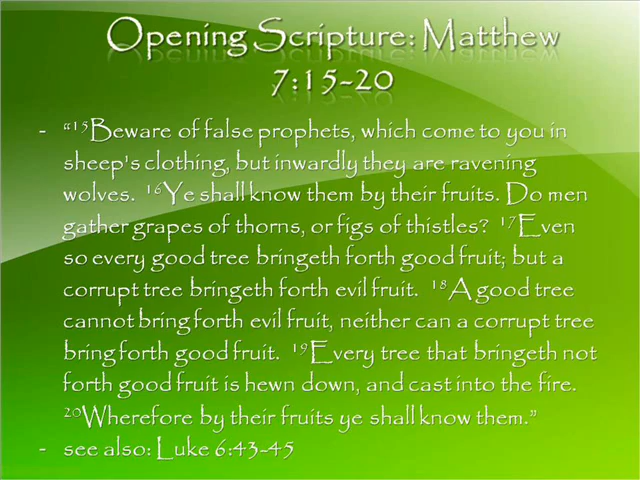 Opening Scripture: Matthew
7:15-20
- "15Beware of false prophets, which come to you in
sheep's clothing, but inwardly they are ravening
wolves. 16Ye shall know them by their fruits. Do men
gather grapes of thorns, or figs of thistles? 17Even
so every good tree bringeth forth good fruit; but a
corrupt tree bringeth forth evil fruit. 18A good tree
cannot bring forth evil fruit, neither can a corrupt tree
bring forth good fruit. 19Every tree that bringeth not
forth good fruit is hewn down, and cast into the fire.
20Wherefore by their fruits ye shall know them."
- see also: Luke 6:43-45